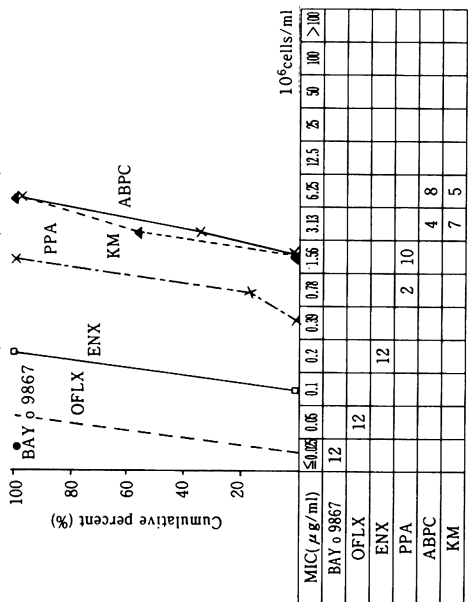 100
80
60
40
20
Cumulative percent (%)
BAY o 9867
OFLX
ENX
PPA
KM
ABPC
10⁶cells/ml
MIC(μg/ml) ≦0.025 0.05 0.1 0.2 0.39 0.78 1.56 3.13 6.25 12.5 25 50 100 >100
BAY o 9867 12
OFLX 12
ENX 12
PPA 2 10
ABPC 4 8
KM 7 5